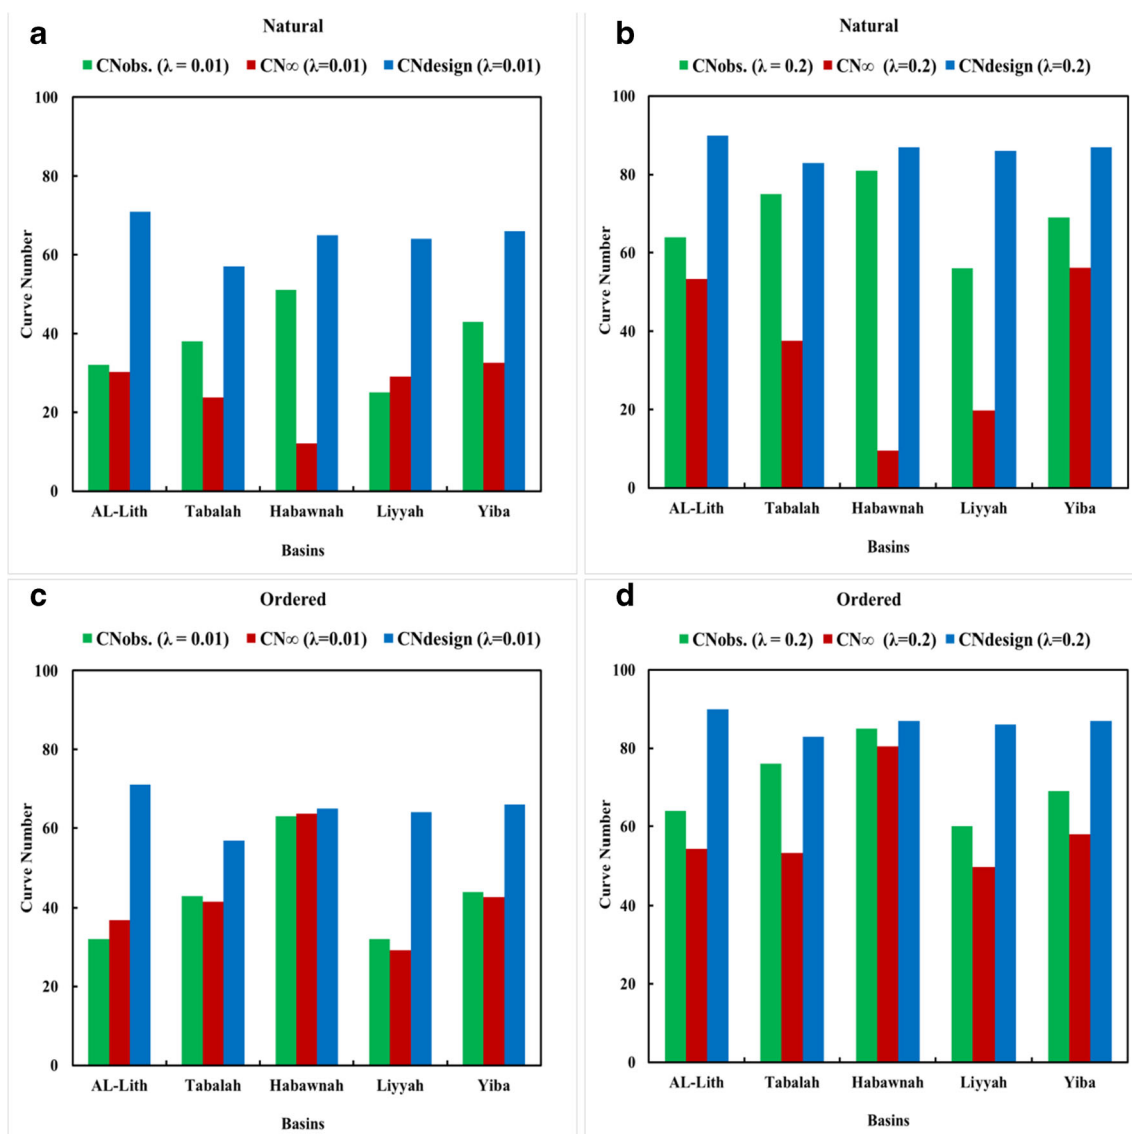 a
Natural
CNobs. (λ = 0.01) CN∞ (λ=0.01) CNdesign (λ=0.01)
100
80
60
40
20
0
Curve Number
AL-Lith Tabalah Habawnah Liyyah Yiba
Basins
b
Natural
CNobs. (λ = 0.2) CN∞ (λ=0.2) CNdesign (λ=0.2)
100
80
60
40
20
0
Curve Number
AL-Lith Tabalah Habawnah Liyyah Yiba
Basins
c
Ordered
CNobs. (λ = 0.01) CN∞ (λ=0.01) CNdesign (λ=0.01)
100
80
60
40
20
0
Curve Number
AL-Lith Tabalah Habawnah Liyyah Yiba
Basins
d
Ordered
CNobs. (λ = 0.2) CN∞ (λ=0.2) CNdesign (λ=0.2)
100
80
60
40
20
0
Curve Number
AL-Lith Tabalah Habawnah Liyyah Yiba
Basins